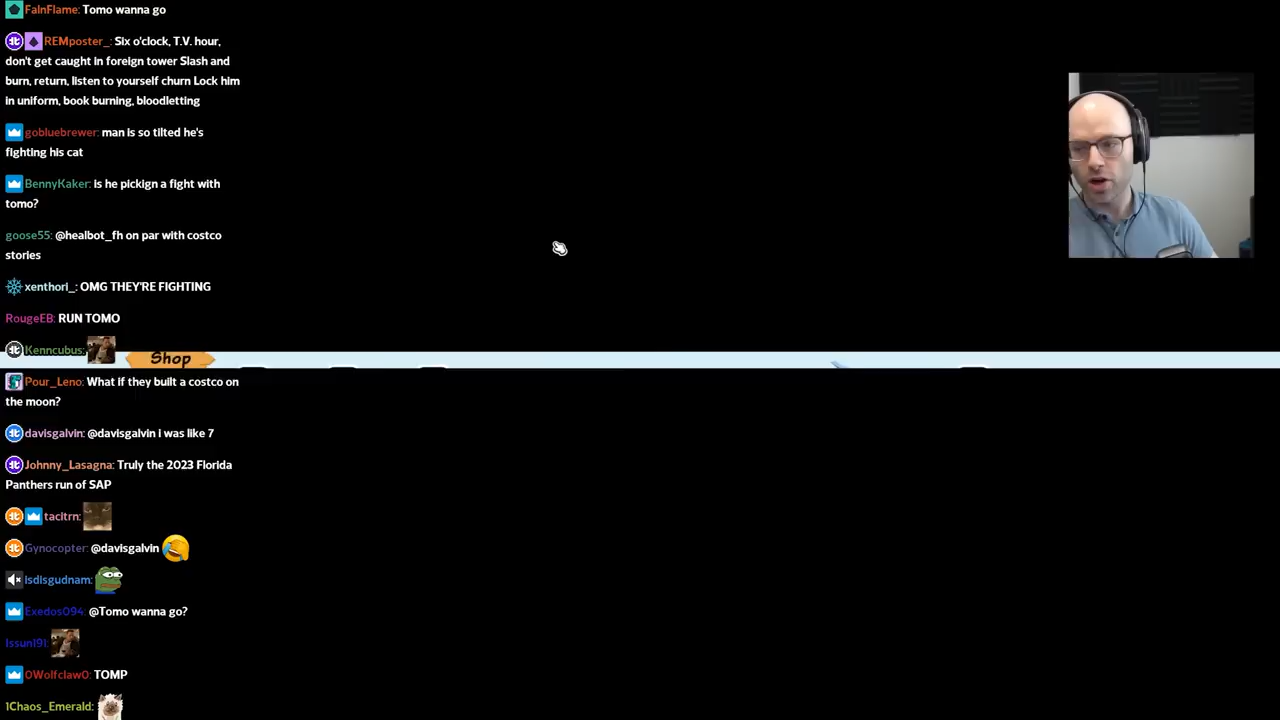 FalnFlame: Tomo wanna go
REMposter_: Six o'clock, T.V. hour,
don't get caught in foreign tower Slash and
burn, return, listen to yourself churn Lock him
in uniform, book burning, bloodletting
gobluebrewer: man is so tilted he's
fighting his cat
BennyKaker: is he pickign a fight with
tomo?
goose55: @healbot_fh on par with costco
stories
xenthori_: OMG THEY'RE FIGHTING
RougeEB: RUN TOMO
Kenncubus:
Shop
Pour_Leno: What if they built a costco on
the moon?
davisgalvin: @davisgalvin i was like 7
Johnny_Lasagna: Truly the 2023 Florida
Panthers run of SAP
tacitrn:
Gynocopter: @davisgalvin
isdisgudnam:
Exedos094: @Tomo wanna go?
Issun191:
0Wolfclaw0: TOMP
1Chaos_Emerald: